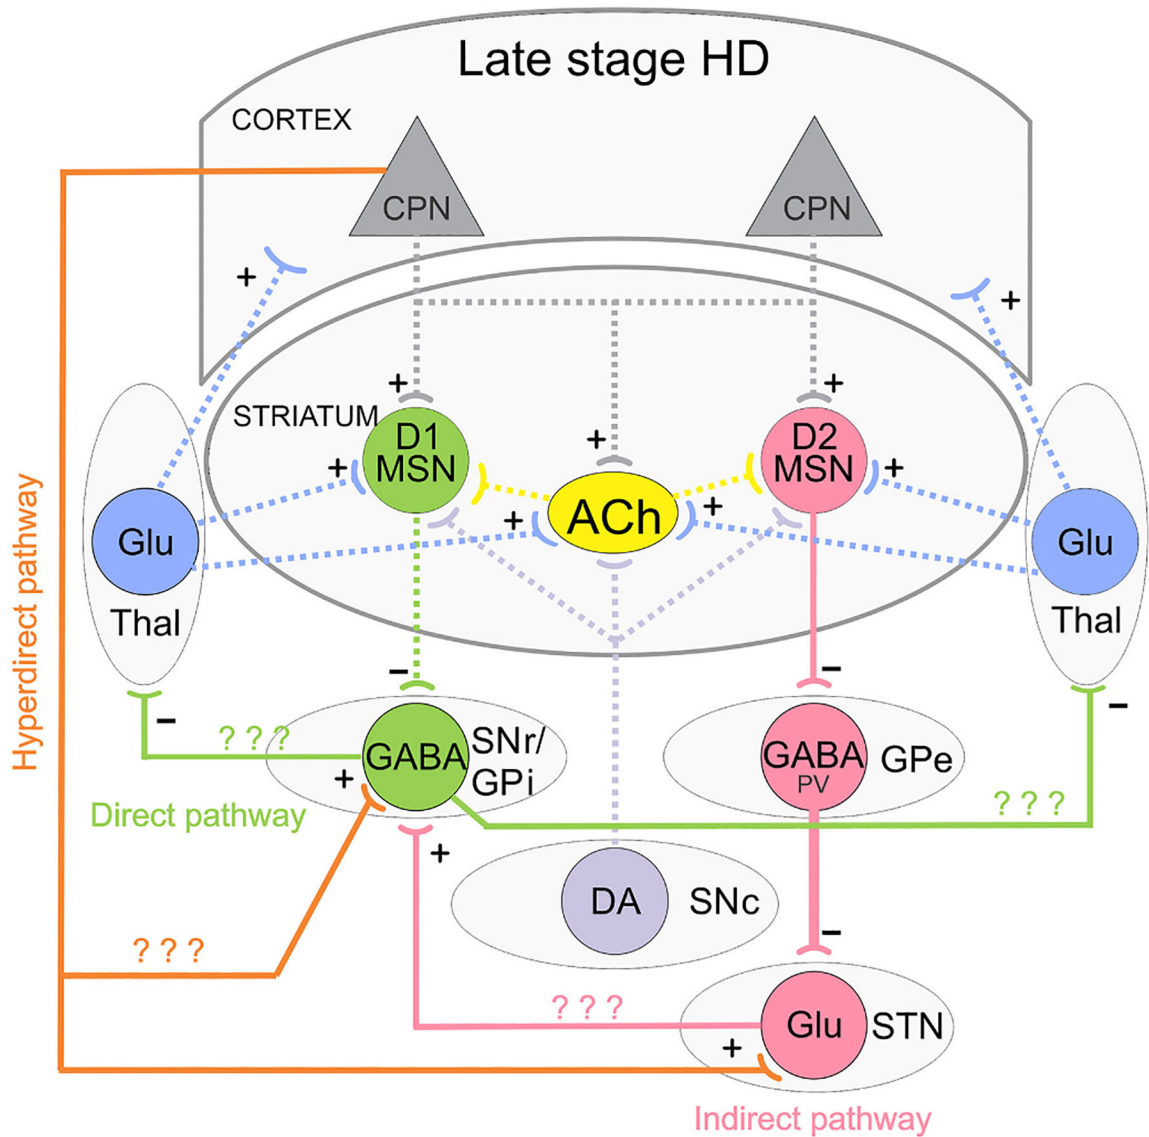 Late stage HD
CORTEX
CPN
CPN
+
+
+
+
STRIATUM
D1
MSN
D2
MSN
+
+
+
ACh
+
+
Glu
Glu
Thal
Thal
Hyperdirect pathway
−
−
−
−
? ? ?
GABA
SNr/
GPi
+
GABA
PV
GPe
Direct pathway
? ? ?
+
DA
SNc
−
? ? ?
? ? ?
Glu
STN
+
Indirect pathway